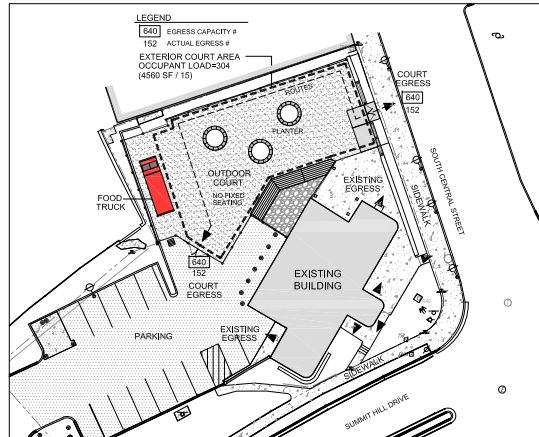 LEGEND
640 EGRESS CAPACITY #
152 ACTUAL EGRESS #
EXTERIOR COURT AREA
OCCUPANT LOAD=304
(4560 SF / 15)
ROUTES
COURT
EGRESS
640
152
PLANTER
OUTDOOR
COURT
NO FIXED
SEATING
EXISTING
EGRESS
SOUTH CENTRAL STREET
SIDEWALK
FOOD
TRUCK
640
152
COURT
EGRESS
EXISTING
BUILDING
PARKING
EXISTING
EGRESS
SIDEWALK
SUMMIT HILL DRIVE